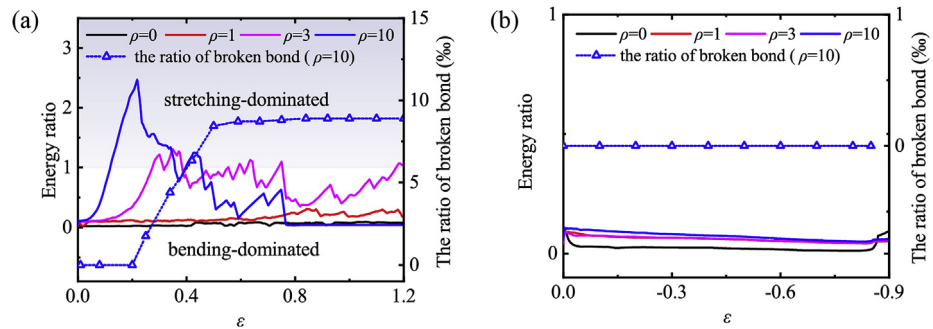 (a)
ρ=0 ρ=1 ρ=3 ρ=10
the ratio of broken bond ( ρ=10)
stretching-dominated
bending-dominated
Energy ratio
3
2
1
0
The ratio of broken bond (‰)
15
10
5
0
0.0 0.4 0.8 1.2
ε
(b)
ρ=0 ρ=1 ρ=3 ρ=10
the ratio of broken bond ( ρ=10)
Energy ratio
1
0
The ratio of broken bond (‰)
1
0
0.0 -0.3 -0.6 -0.9
ε